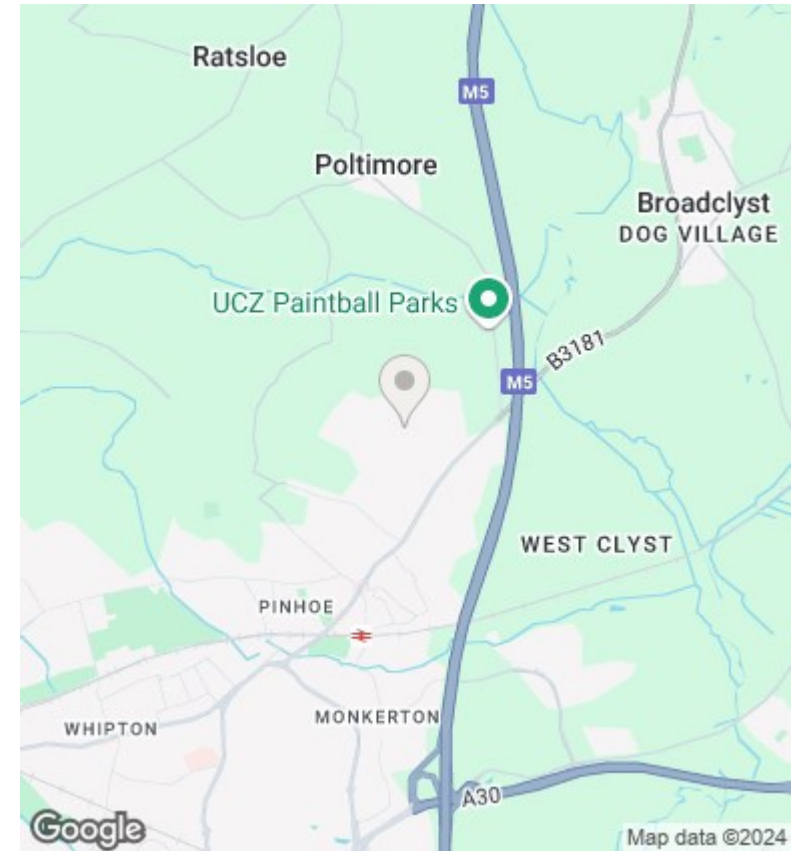 Ratsloe
M5
Poltimore
Broadclyst
DOG VILLAGE
UCZ Paintball Parks
B3181
M5
WEST CLYST
PINHOE
MONKERTON
WHIPTON
A30
Google
Map data ©2024